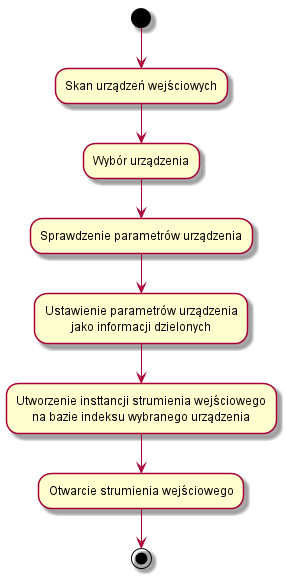 Skan urządzeń wejściowych
Wybór urządzenia
Sprawdzenie parametrów urządzenia
Ustawienie parametrów urządzenia
jako informacji dzielonych
Utworzenie insttancji strumienia wejściowego
na bazie indeksu wybranego urządzenia
Otwarcie strumienia wejściowego